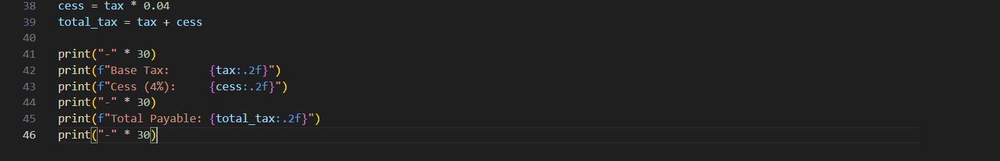 38 cess = tax * 0.04
39 total_tax = tax + cess
40
41 print("-" * 30)
42 print(f"Base Tax:      {tax:.2f}")
43 print(f"Cess (4%):     {cess:.2f}")
44 print("-" * 30)
45 print(f"Total Payable: {total_tax:.2f}")
46 print("-" * 30)